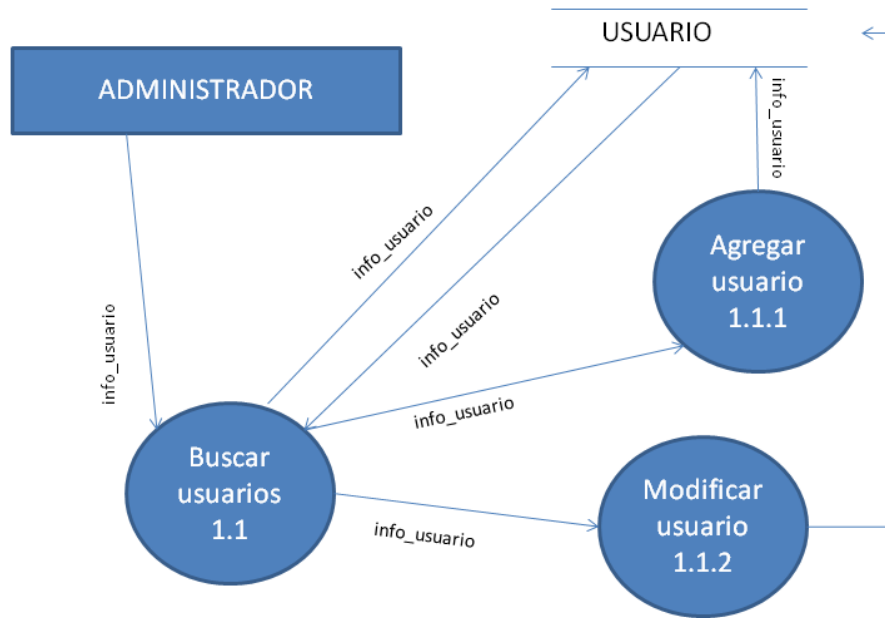 USUARIO
ADMINISTRADOR
info_usuario
info_usuario
Agregar
usuario
1.1.1
info_usuario
info_usuario
info_usuario
Buscar
usuarios
1.1
Modificar
usuario
1.1.2
info_usuario